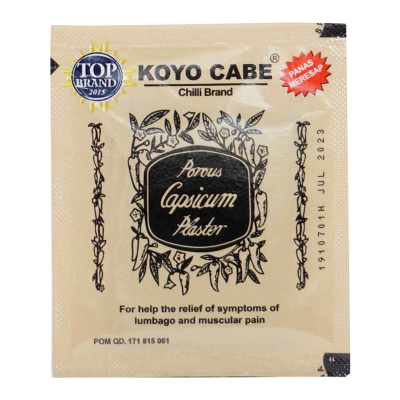 TOP
BRAND
2015
KOYO CABE®
Chilli Brand
PANAS
MERESAP
Porous
Capsicum
Plaster
1910701H JUL 2023
For help the relief of symptoms of
lumbago and muscular pain
POM QD. 171 815 061